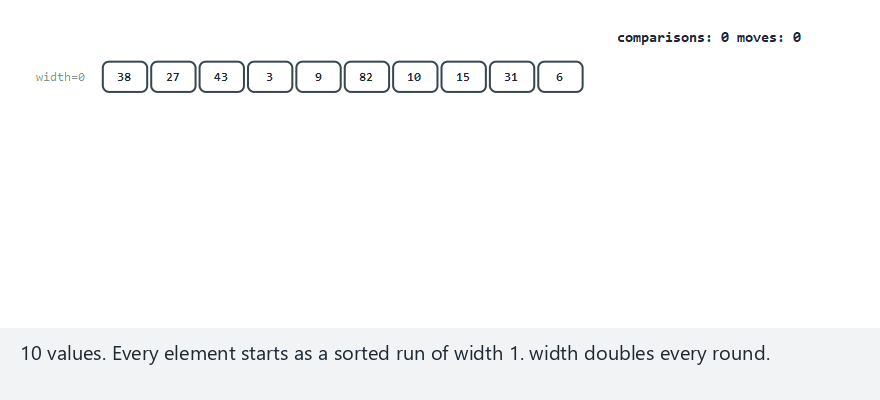 comparisons: 0 moves: 0
width=0 38 27 43 3 9 82 10 15 31 6
10 values. Every element starts as a sorted run of width 1. width doubles every round.